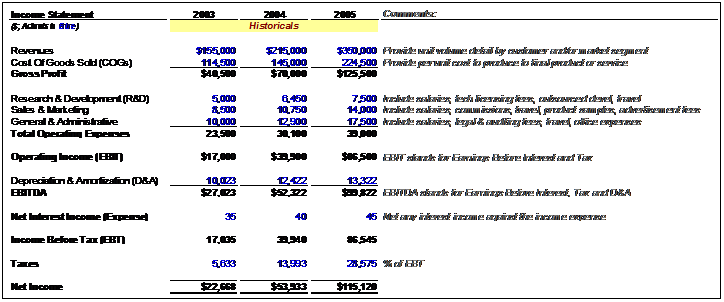 Income Statement 2003 2004 2005 Comments:
Historicals
Revenues $155,000 $215,000 $350,000 Provide unit volume detail by customer and/or market segment
Cost Of Goods Sold (COGs) 114,500 145,000 224,500 Provide per unit cost to produce to final product or service
Gross Profit $40,500 $70,000 $125,500
Research & Development (R&D) 5,000 6,450 7,500 Include salaries, tech licensing fees, outsourced devel, travel
Sales & Marketing 8,500 10,750 14,000 Include salaries, commissions, travel, product samples, advertisement fees
General & Administrative 10,000 12,900 17,500 Include salaries, legal & auditing fees, travel, office expenses
Total Operating Expenses 23,500 30,100 39,000
Operating Income (EBIT) $17,000 $39,900 $86,500 EBIT stands for Earnings Before Interest and Tax
Depreciation & Amortization (D&A) 10,023 12,422 13,322
EBITDA $27,023 $52,322 $99,822 EBITDA stands for Earnings Before Interest, Tax and D&A
Net Interest Income (Expense) 35 40 45 Net any interest income against the income expense
Income Before Tax (EBT) 17,035 39,940 86,545
Taxes 5,633 13,993 28,575 % of EBT
Net Income $22,668 $53,933 $115,120